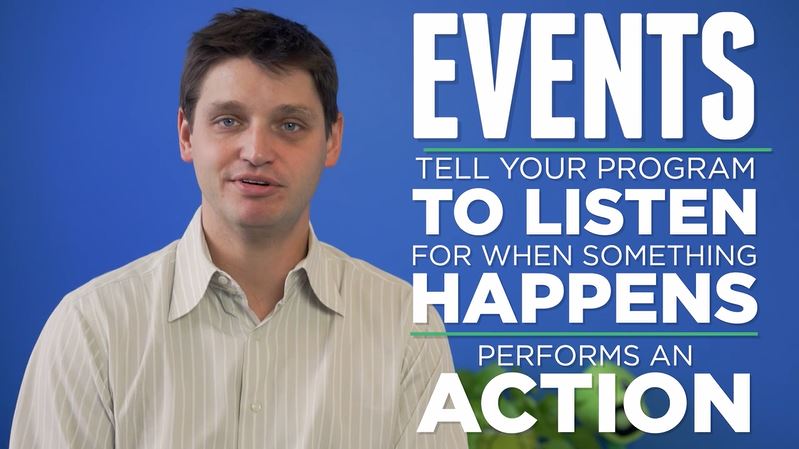 EVENTS
TELL YOUR PROGRAM
TO LISTEN
FOR WHEN SOMETHING
HAPPENS
PERFORMS AN
ACTION